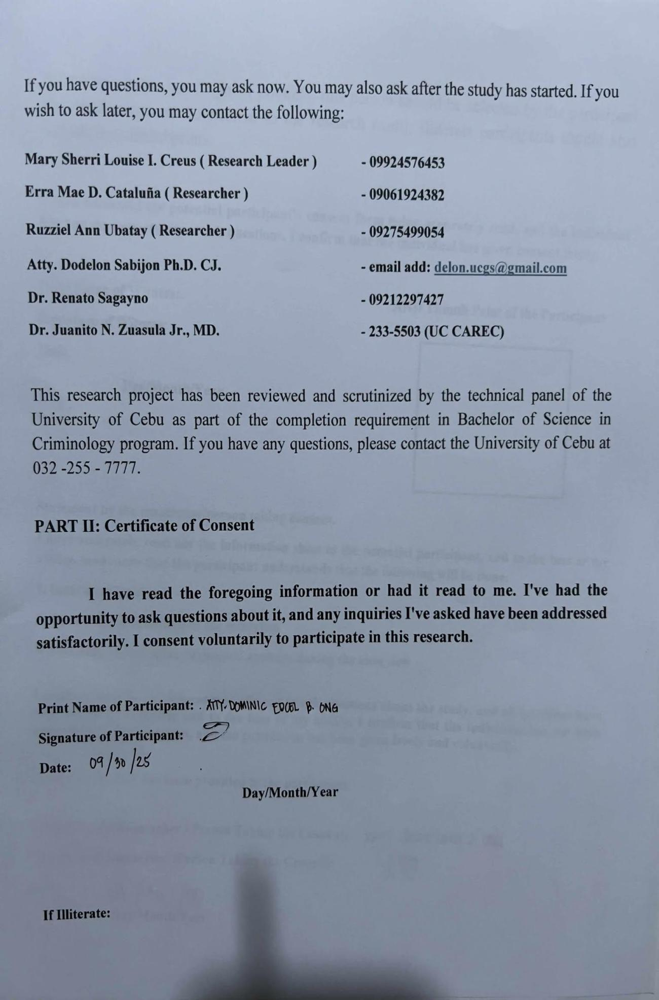 If you have questions, you may ask now. You may also ask after the study has started. If you
wish to ask later, you may contact the following:
Mary Sherri Louise I. Creus ( Research Leader ) - 09924576453
Erra Mae D. Cataluña ( Researcher ) - 09061924382
Ruzziel Ann Ubatay ( Researcher ) - 09275499054
Atty. Dodelon Sabijon Ph.D. CJ. - email add: delon.ucgs@gmail.com
Dr. Renato Sagayno - 09212297427
Dr. Juanito N. Zuasula Jr., MD. - 233-5503 (UC CAREC)
This research project has been reviewed and scrutinized by the technical panel of the
University of Cebu as part of the completion requirement in Bachelor of Science in
Criminology program. If you have any questions, please contact the University of Cebu at
032 -255 - 7777.
PART II: Certificate of Consent
I have read the foregoing information or had it read to me. I've had the
opportunity to ask questions about it, and any inquiries I've asked have been addressed
satisfactorily. I consent voluntarily to participate in this research.
Print Name of Participant: . ATTY. DOMINIC EDCEL B. ONG
Signature of Participant:
Date: 09/30/25
Day/Month/Year
If Illiterate: